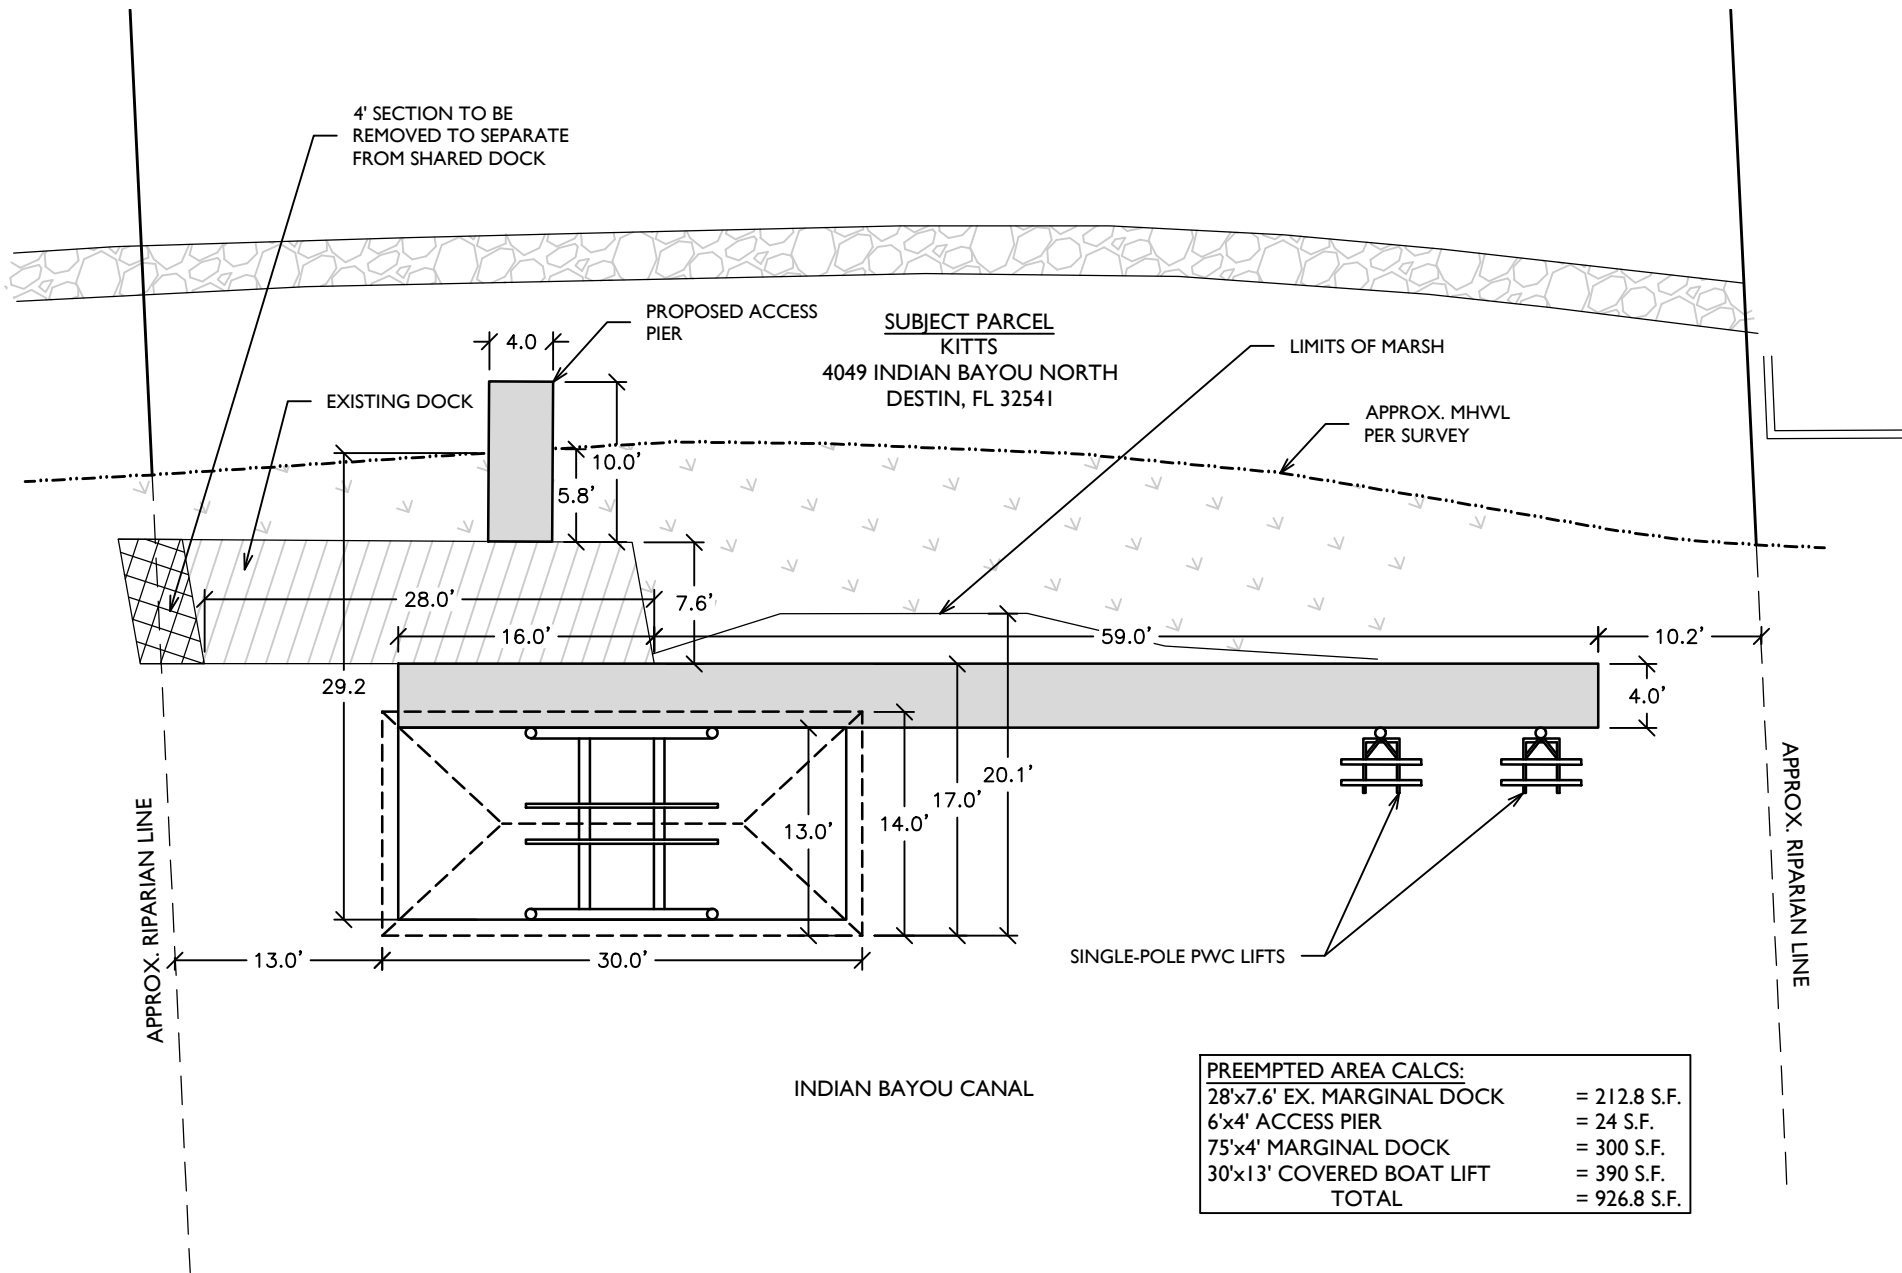 4' SECTION TO BE
REMOVED TO SEPARATE
FROM SHARED DOCK
PROPOSED ACCESS
PIER
SUBJECT PARCEL
KITTS
4049 INDIAN BAYOU NORTH
DESTIN, FL 32541
LIMITS OF MARSH
4.0
EXISTING DOCK
APPROX. MHWL
PER SURVEY
10.0'
5.8'
28.0'
7.6'
16.0'
59.0'
10.2'
29.2
4.0'
20.1'
17.0'
14.0'
13.0'
APPROX. RIPARIAN LINE
APPROX. RIPARIAN LINE
13.0'
30.0'
SINGLE-POLE PWC LIFTS
INDIAN BAYOU CANAL
PREEMPTED AREA CALCS:
28'x7.6' EX. MARGINAL DOCK = 212.8 S.F.
6'x4' ACCESS PIER = 24 S.F.
75'x4' MARGINAL DOCK = 300 S.F.
30'x13' COVERED BOAT LIFT = 390 S.F.
TOTAL = 926.8 S.F.